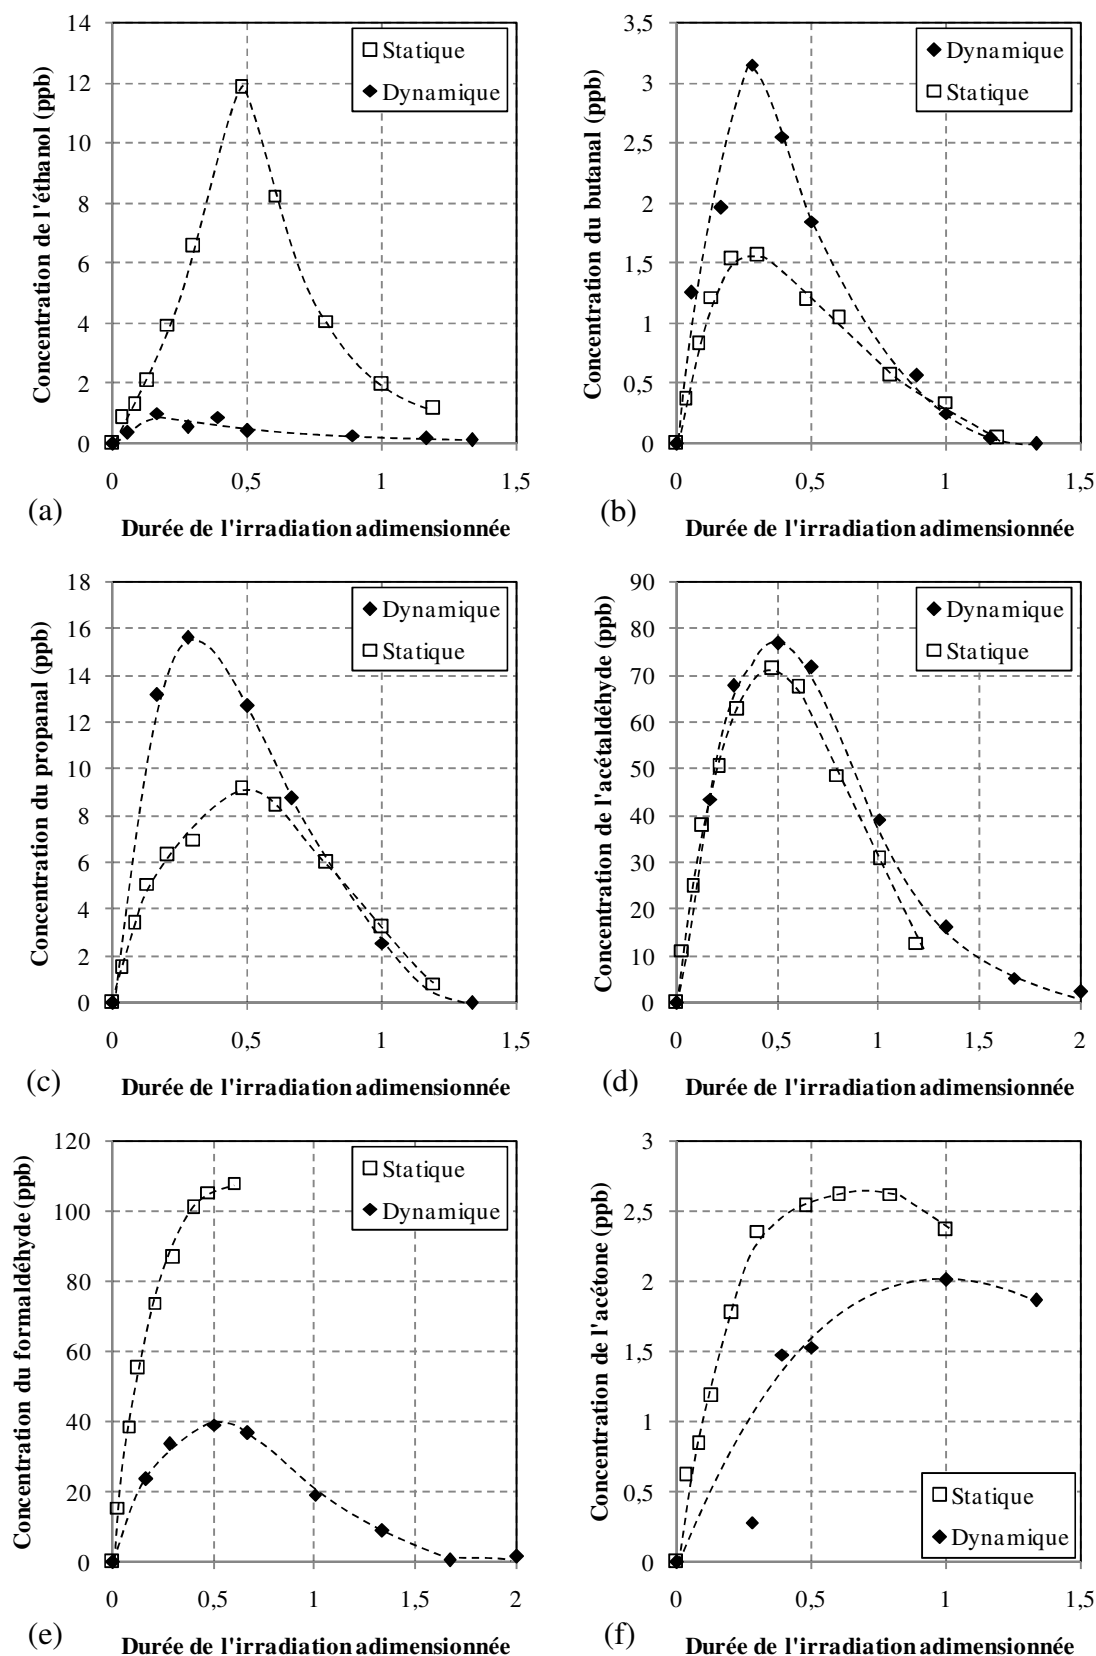 Concentration de l'éthanol (ppb)
14
12
10
8
6
4
2
0
0 0,5 1 1,5
Statique
Dynamique
(a)
Durée de l'irradiation adimensionnée
Concentration du butanal (ppb)
3,5
3
2,5
2
1,5
1
0,5
0
0 0,5 1 1,5
Dynamique
Statique
(b)
Durée de l'irradiation adimensionnée
Concentration du propanal (ppb)
18
16
14
12
10
8
6
4
2
0
0 0,5 1 1,5
Dynamique
Statique
(c)
Durée de l'irradiation adimensionnée
Concentration de l'acétaldéhyde (ppb)
90
80
70
60
50
40
30
20
10
0
0 0,5 1 1,5 2
Dynamique
Statique
(d)
Durée de l'irradiation adimensionnée
Concentration du formaldéhyde (ppb)
120
100
80
60
40
20
0
0 0,5 1 1,5 2
Statique
Dynamique
(e)
Durée de l'irradiation adimensionnée
Concentration de l'acétone (ppb)
3
2,5
2
1,5
1
0,5
0
0 0,5 1 1,5
Statique
Dynamique
(f)
Durée de l'irradiation adimensionnée